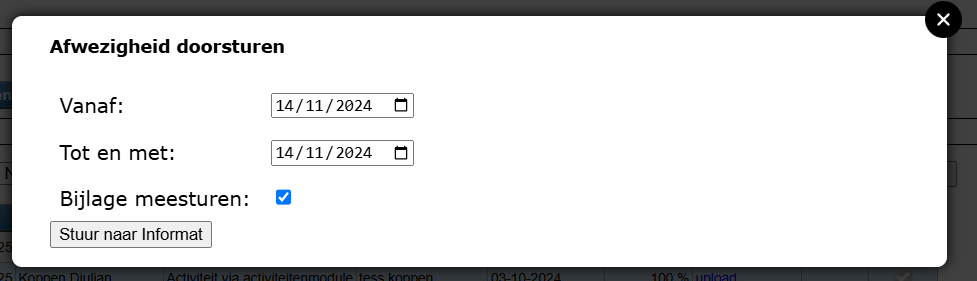 Afwezigheid doorsturen
Vanaf: 14/11/2024
Tot en met: 14/11/2024
Bijlage meesturen:
Stuur naar Informat
25 Koppen Djulian Activiteit via activiteitenmodule tess koppen 03-10-2024 100 % upload